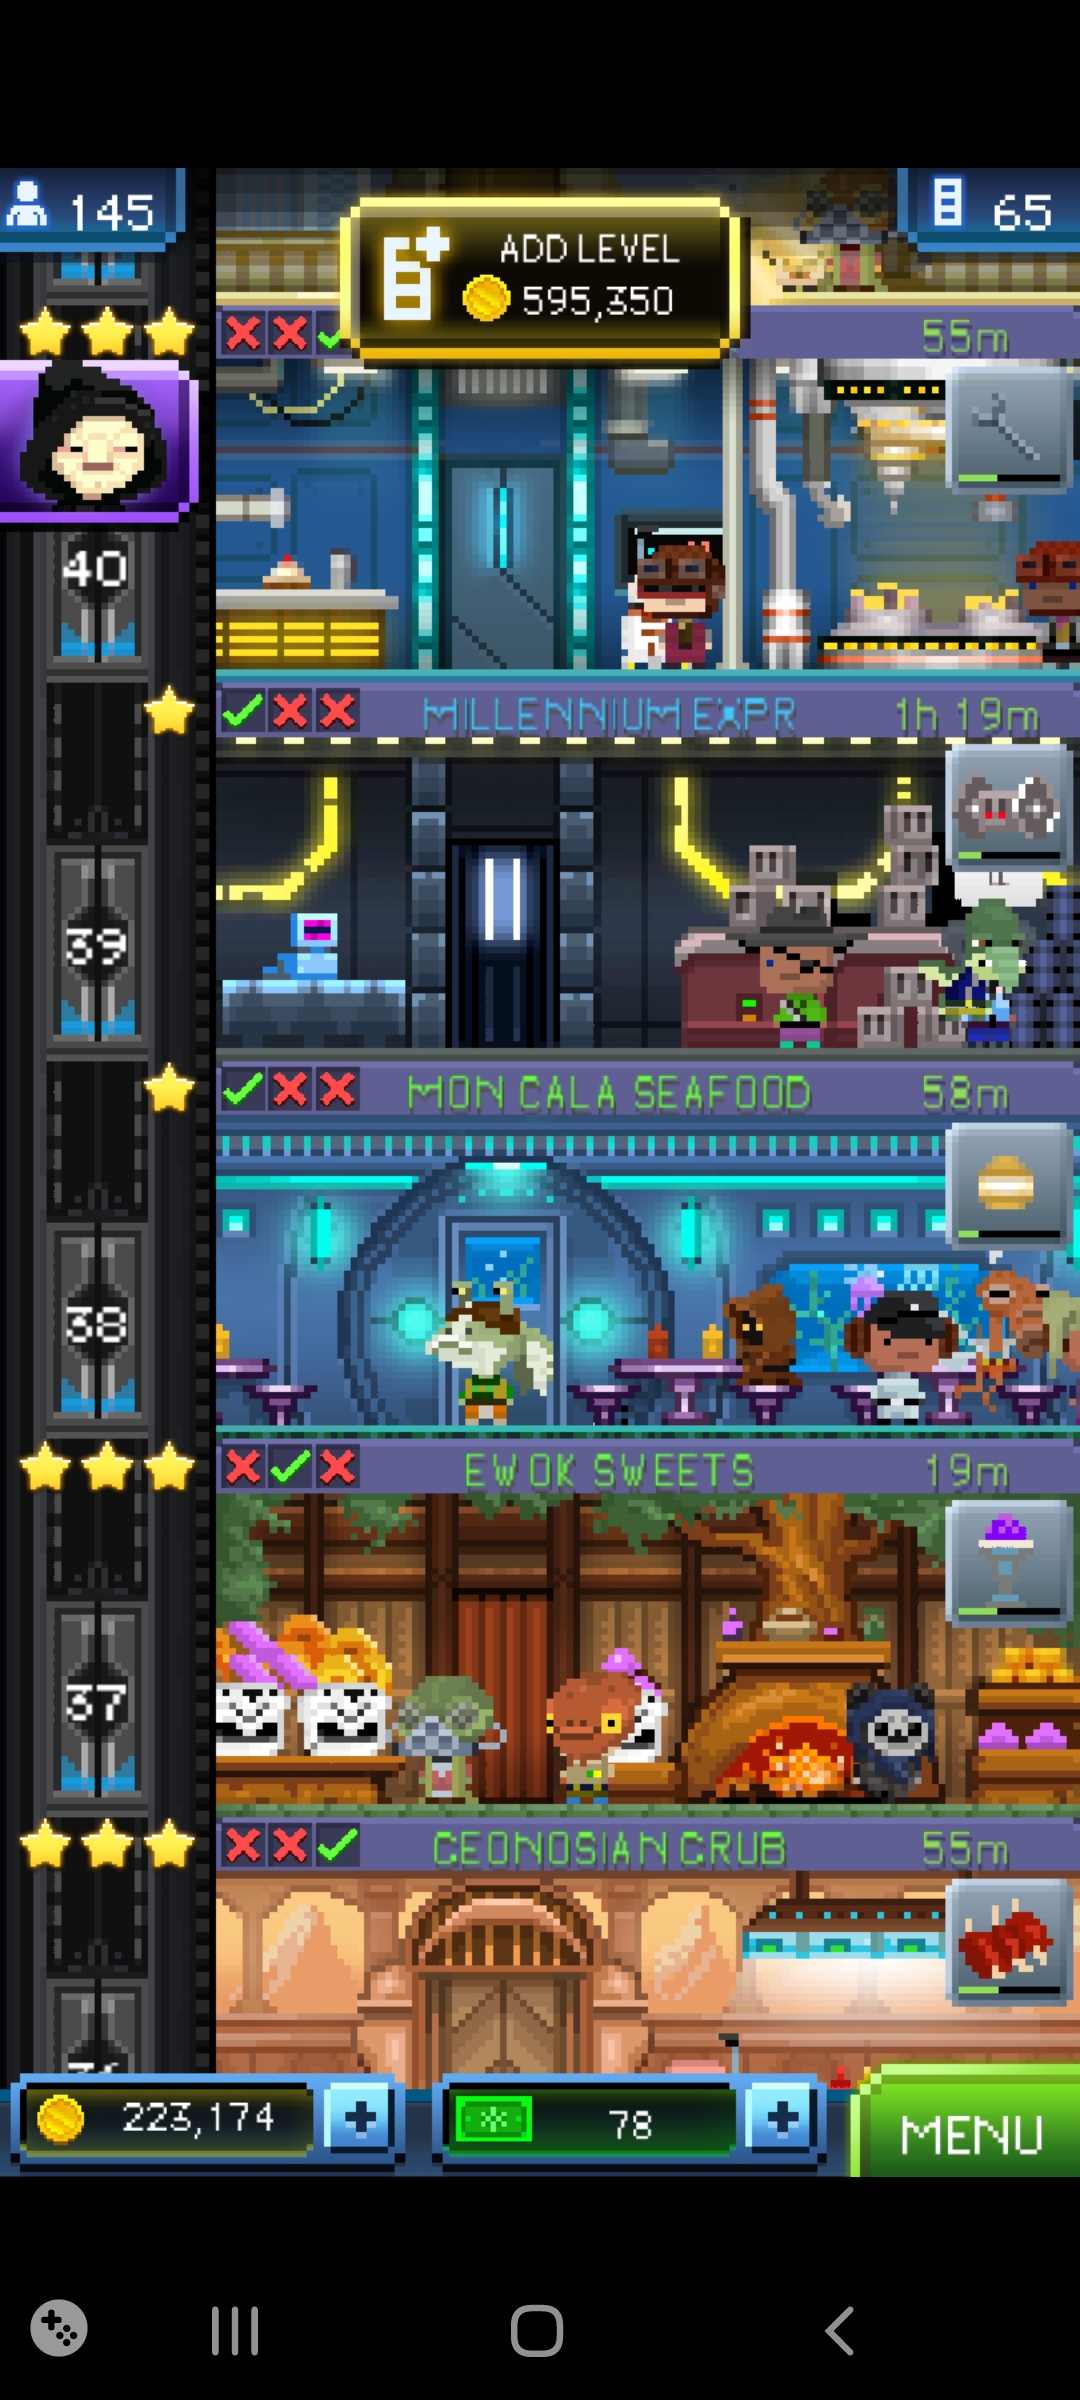 145
65
ADD LEVEL
595,350
55m
40
MILLENNIUM EXPR
1h 19m
39
MON CALA SEAFOOD
58m
38
EWOK SWEETS
19m
37
GEONOSIAN GRUB
55m
223,174
78
MENU